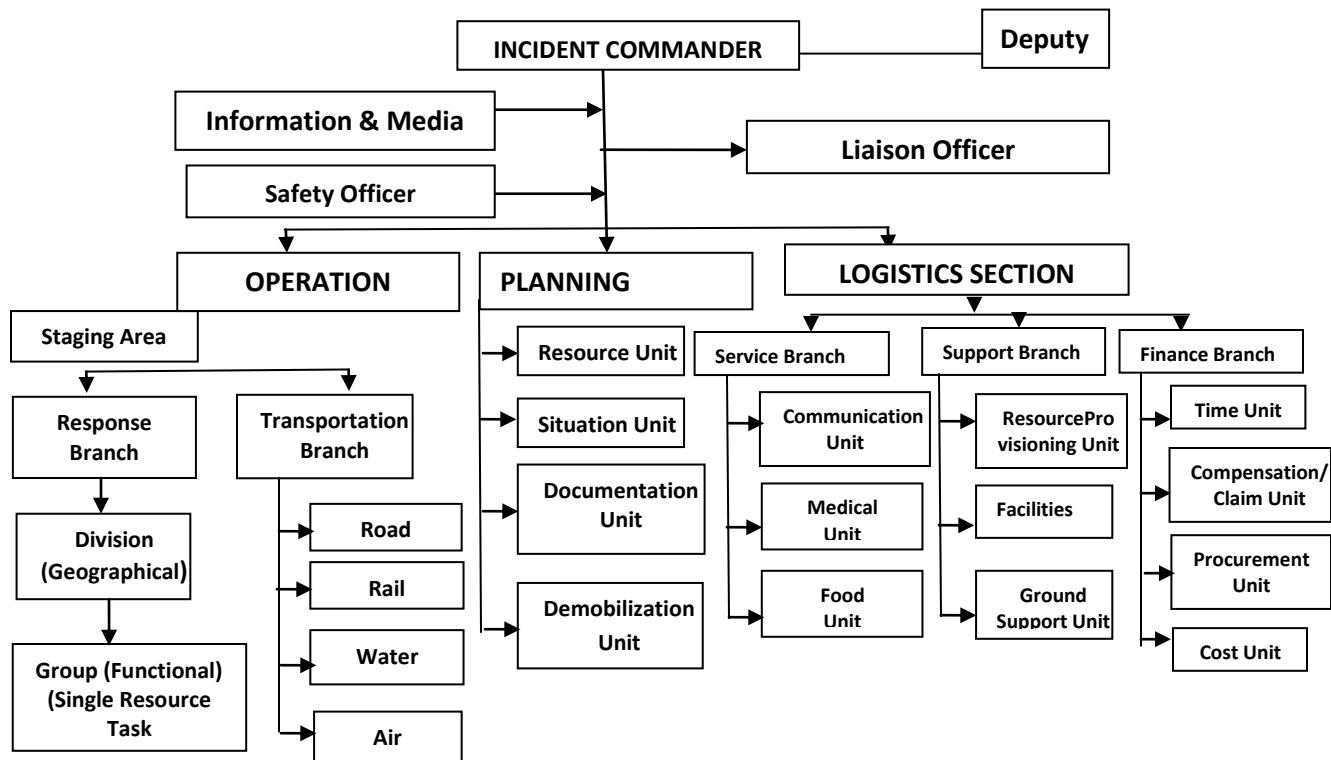 INCIDENT COMMANDER
Deputy
Information & Media
Liaison Officer
Safety Officer
OPERATION
PLANNING
LOGISTICS SECTION
Staging Area
Response
Branch
Transportation
Branch
Division
(Geographical)
Group (Functional)
(Single Resource
Task
Road
Rail
Water
Air
Resource Unit
Situation Unit
Documentation
Unit
Demobilization
Unit
Service Branch
Communication
Unit
Medical
Unit
Food
Unit
Support Branch
ResourcePro
visioning Unit
Facilities
Ground
Support Unit
Finance Branch
Time Unit
Compensation/
Claim Unit
Procurement
Unit
Cost Unit